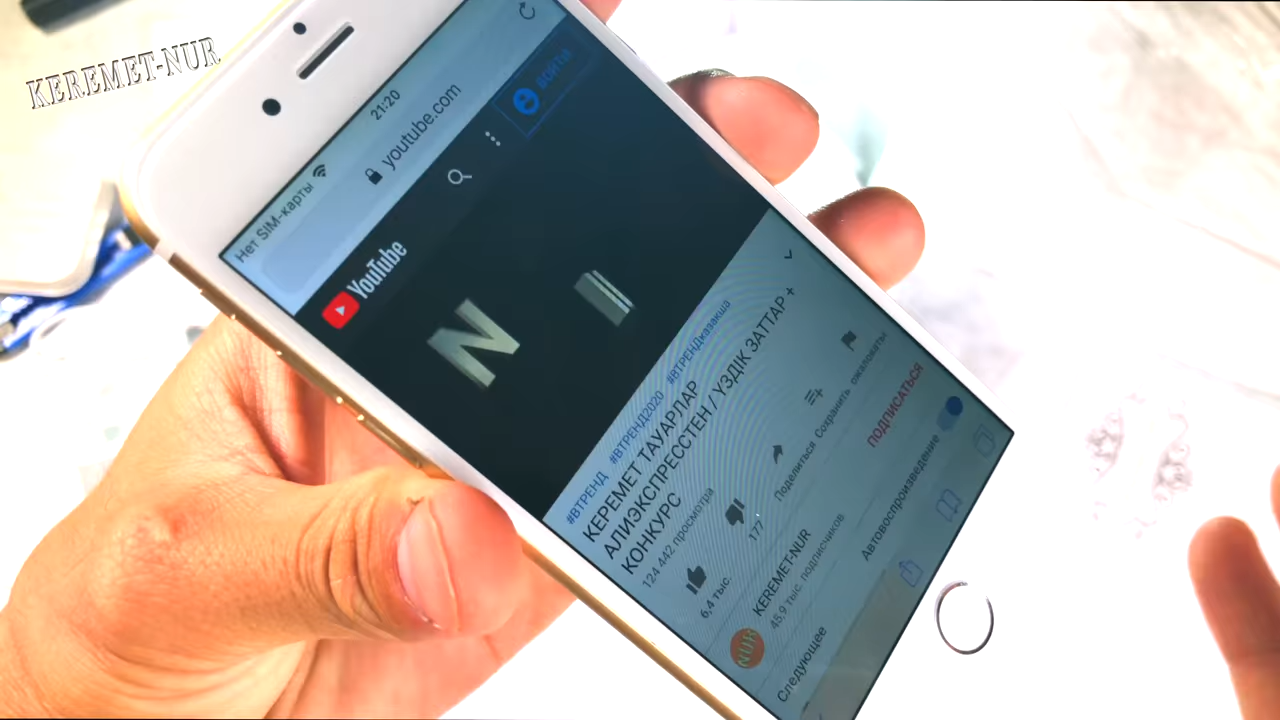 KEREMET-NUR
Нет SIM-карты
21:20
youtube.com
YouTube
ВОЙТИ
N I
#ВТРЕНД #ВТРЕНД2020 #ВТРЕНДказакша
КЕРЕМЕТ ТАУАРЛАР
АЛИЭКСПРЕССТЕН / ҮЗДІК ЗАТТАР +
КОНКУРС
124 442 просмотра
6,4 тыс.
177
Поделиться
Сохранить
ожаловать
KEREMET-NUR
45,9 тыс. подписчиков
ПОДПИСАТЬСЯ
NUR
Следующее
Автовоспроизведение